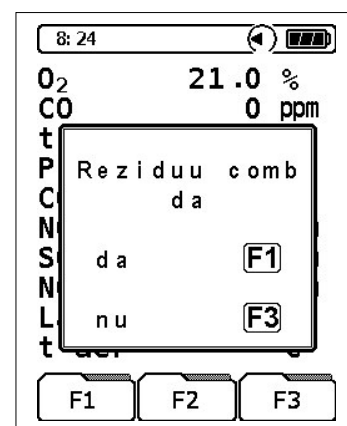 8:24
O2 21.0 %
CO 0 ppm
t
P
Reziduu comb
C
da
N
S
da F1
N
L
nu F3
t
F1 F2 F3